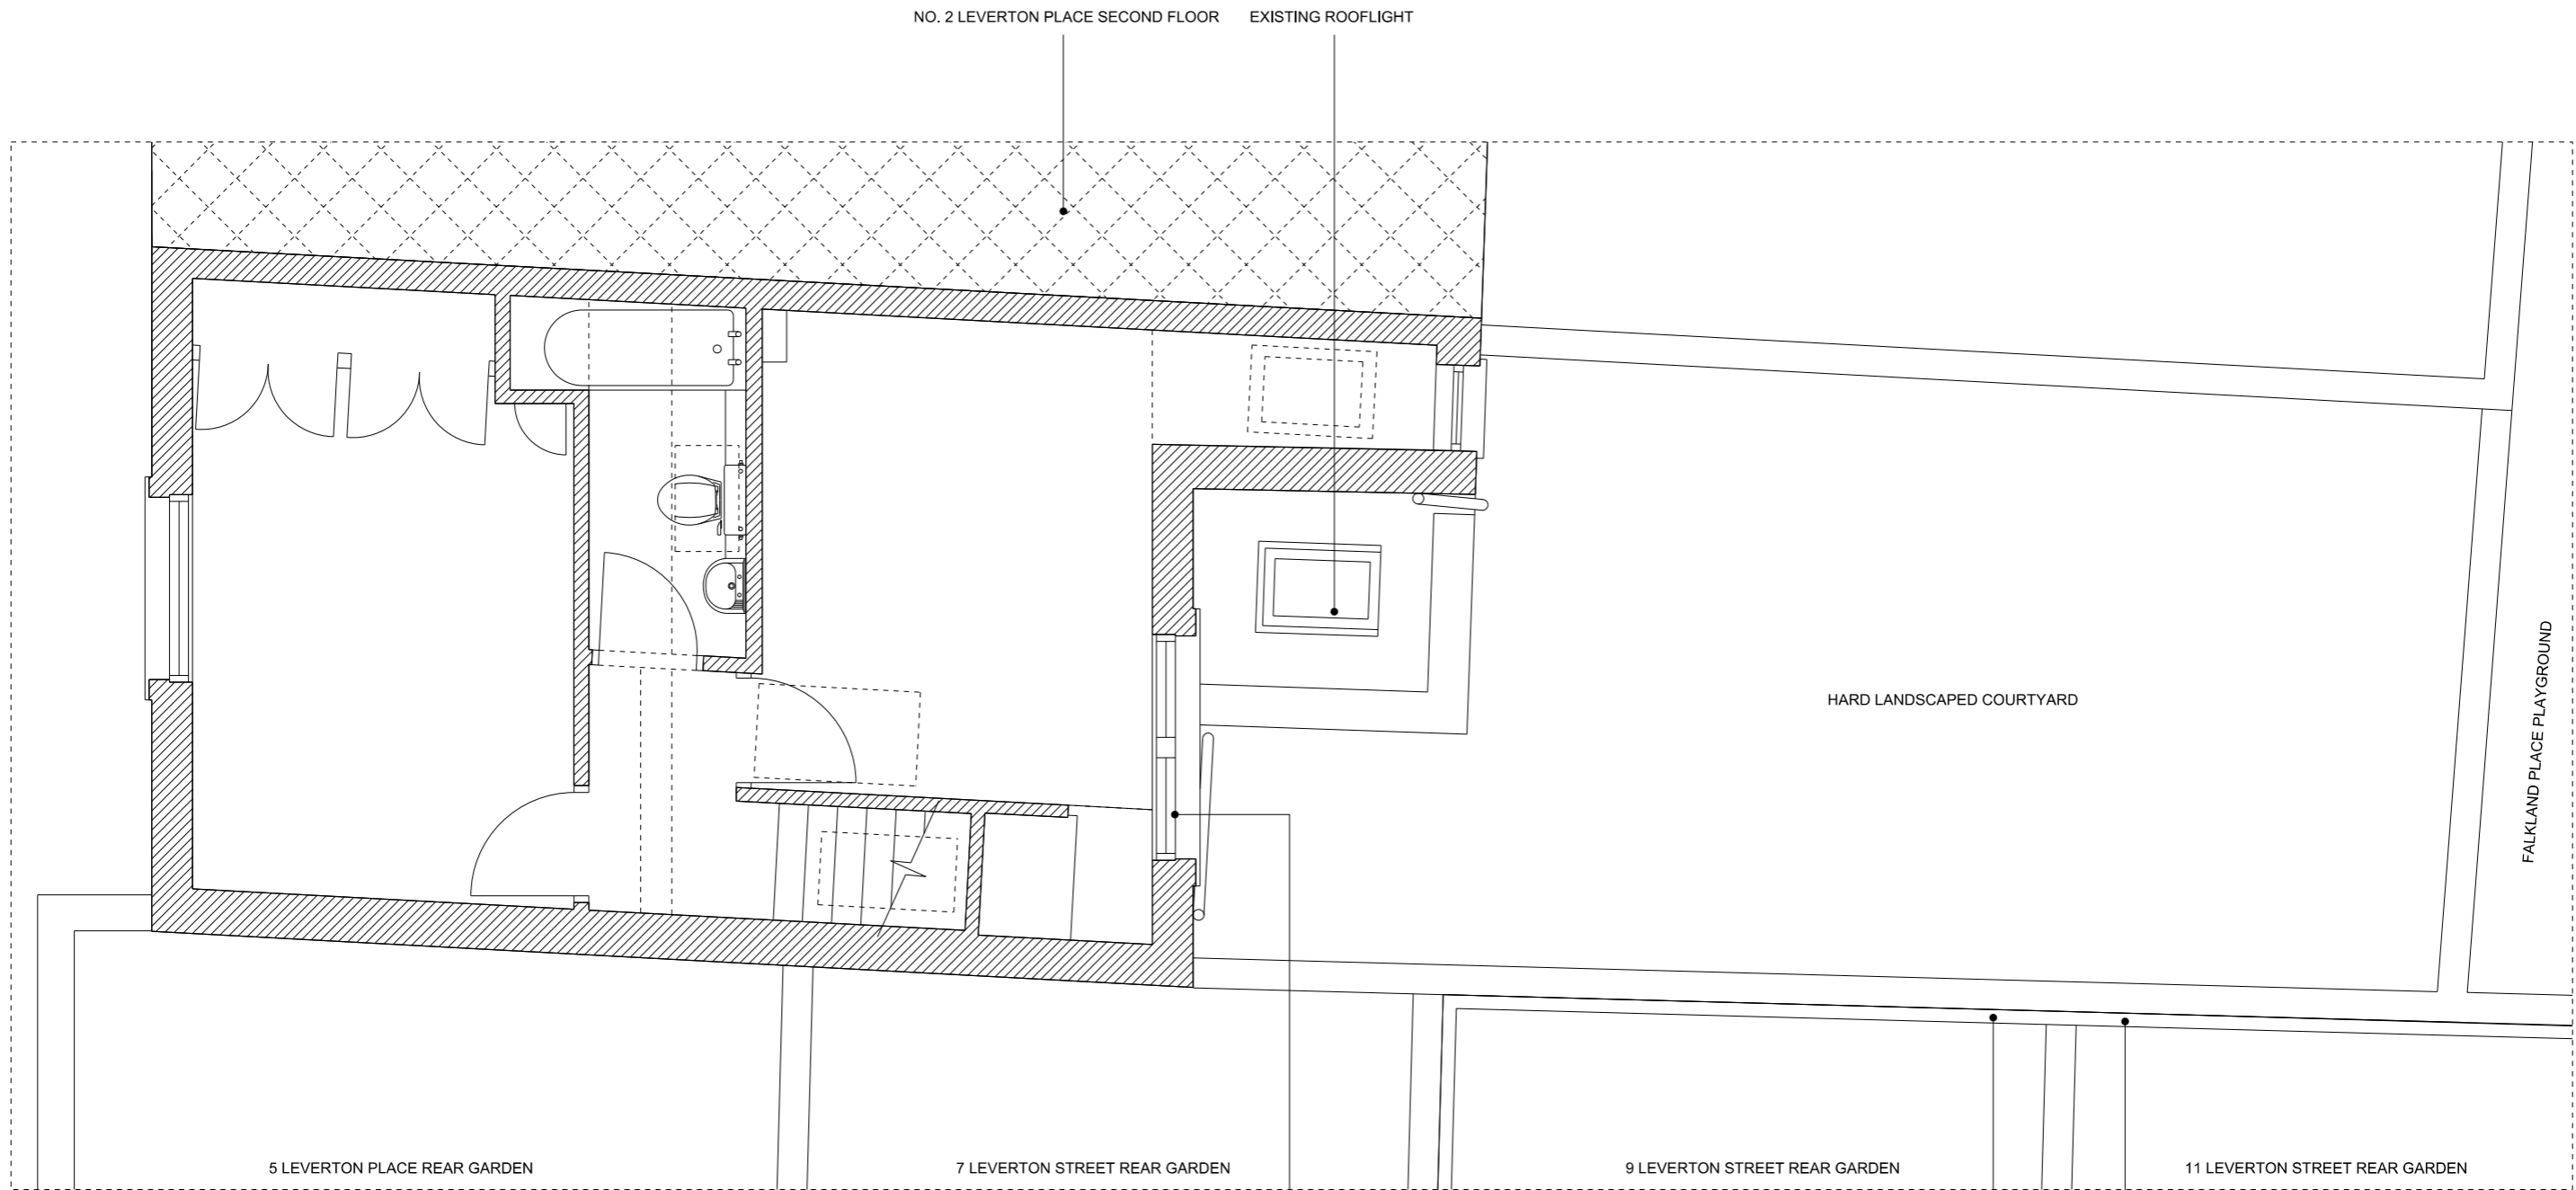 NO. 2 LEVERTON PLACE SECOND FLOOR
EXISTING ROOFLIGHT
HARD LANDSCAPED COURTYARD
FALKLAND PLACE PLAYGROUND
5 LEVERTON PLACE REAR GARDEN
7 LEVERTON STREET REAR GARDEN
9 LEVERTON STREET REAR GARDEN
11 LEVERTON STREET REAR GARDEN